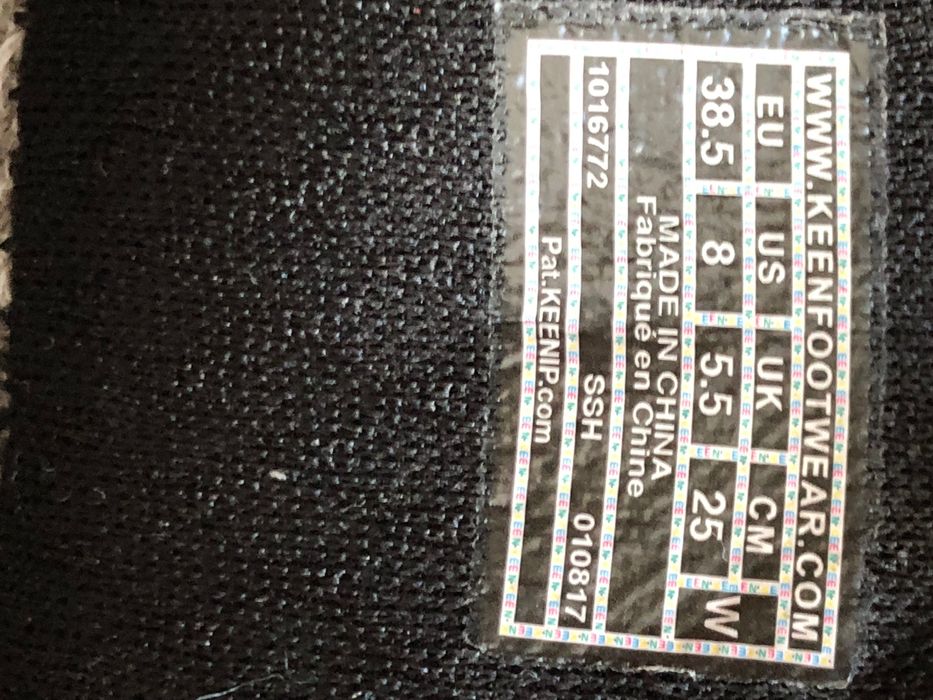 WWW.KEENFOOTWEAR.COM
EU US UK CM W
38.5 8 5.5 25
MADE IN CHINA
Fabriqué en Chine
1016772 SSH 010817
Pat.KEENIP.com